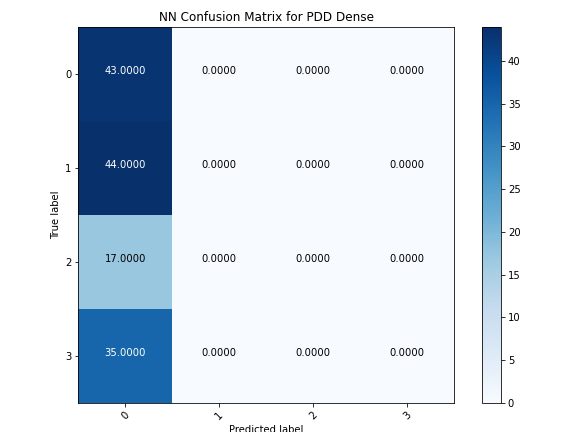 NN Confusion Matrix for PDD Dense
True label
0 43.0000 0.0000 0.0000 0.0000
1 44.0000 0.0000 0.0000 0.0000
2 17.0000 0.0000 0.0000 0.0000
3 35.0000 0.0000 0.0000 0.0000
0 1 2 3
Predicted label
40
35
30
25
20
15
10
5
0